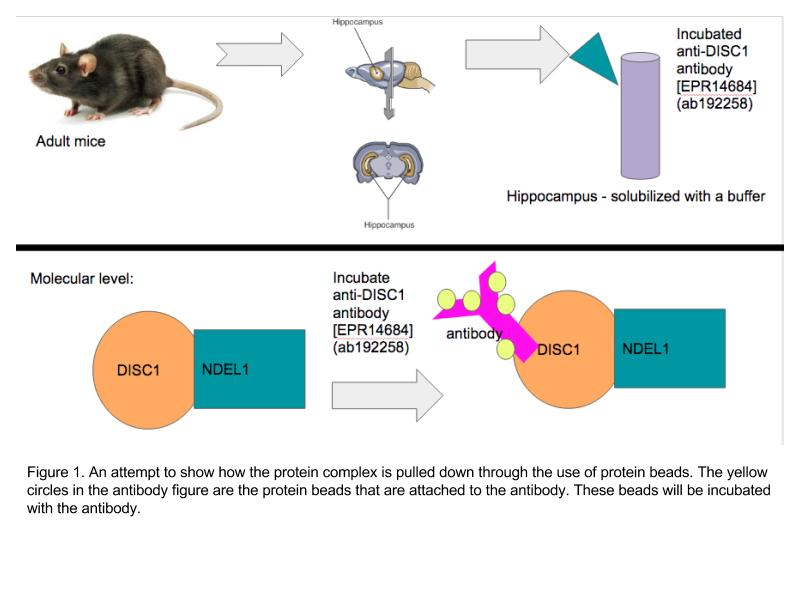 Hippocampus
Incubated
anti-DISC1
antibody
[EPR14684]
(ab192258)
Adult mice
Hippocampus - solubilized with a buffer
Hippocampus
Molecular level:
Incubate
anti-DISC1
antibody
[EPR14684]
(ab192258)
antibody
DISC1
NDEL1
DISC1
NDEL1
Figure 1. An attempt to show how the protein complex is pulled down through the use of protein beads. The yellow
circles in the antibody figure are the protein beads that are attached to the antibody. These beads will be incubated
with the antibody.